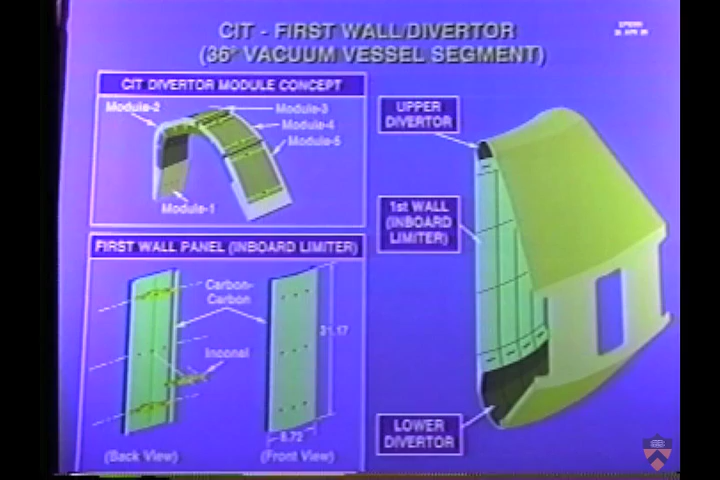 CIT - FIRST WALL/DIVERTOR
(36° VACUUM VESSEL SEGMENT)
CIT DIVERTOR MODULE CONCEPT
Module-2
Module-3
Module-4
Module-5
Module-1
FIRST WALL PANEL (INBOARD LIMITER)
Carbon-
Carbon
Inconel
31.17
8.72
(Back View)
(Front View)
UPPER
DIVERTOR
1st WALL
(INBOARD
LIMITER)
LOWER
DIVERTOR